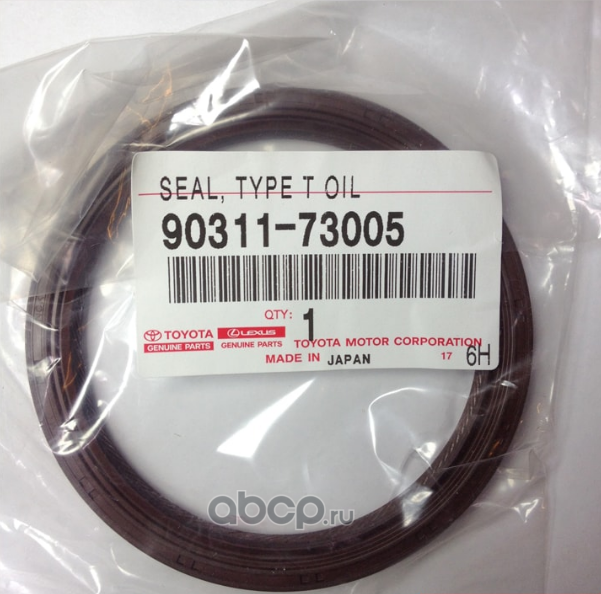 SEAL, TYPE T OIL
90311-73005
QTY: 1
TOYOTA LEXUS
GENUINE PARTS GENUINE PARTS
TOYOTA MOTOR CORPORATION
MADE IN JAPAN 17 6H
abcp.ru